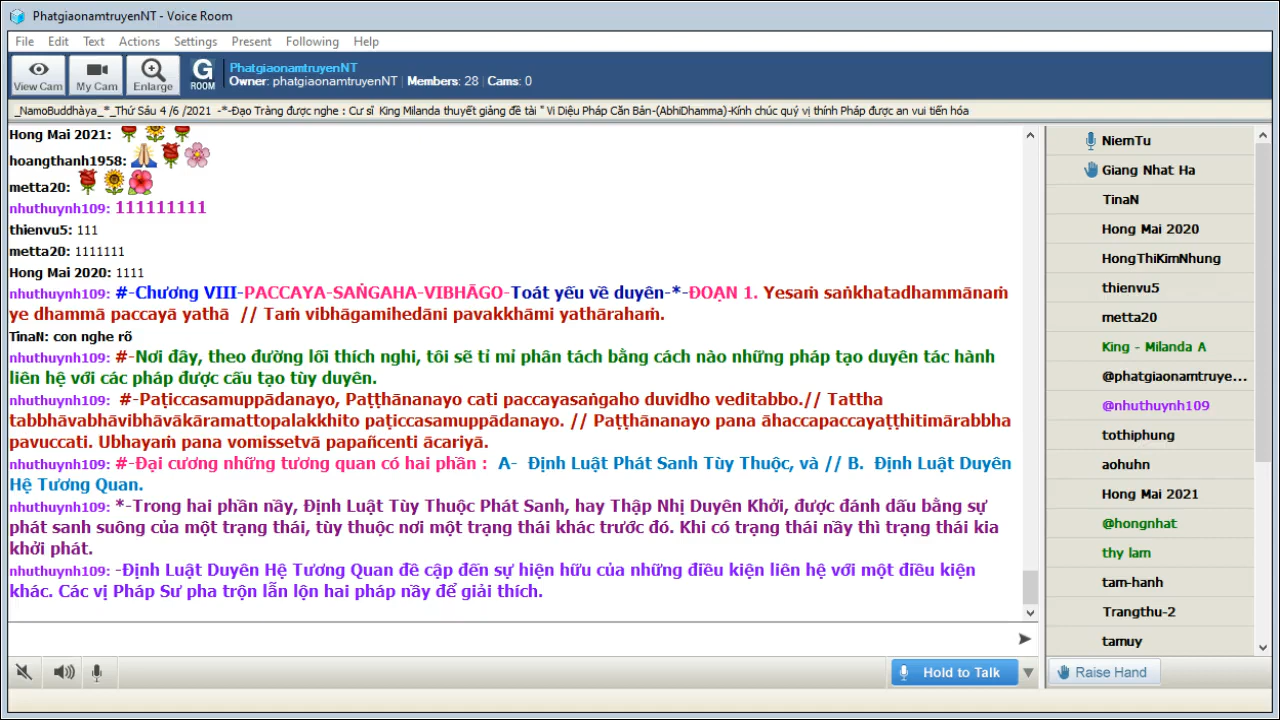 PhatgiaonamtruyenNT - Voice Room
File Edit Text Actions Settings Present Following Help
View Cam My Cam Enlarge G ROOM
PhatgiaonamtruyenNT
Owner: phatgiaonamtruyenNT | Members: 28 | Cams: 0
_NamoBuddhàya_*_Thứ Sáu 4 /6 /2021 -*-Đạo Tràng được nghe : Cư sĩ King Milanda thuyết giảng đề tài " Vi Diệu Pháp Căn Bản-(AbhiDhamma)-Kính chúc quý vị thính Pháp được an vui tiến hóa
Hong Mai 2021:
hoangthanh1958:
metta20:
nhuthuynh109: 111111111
thienvu5: 111
metta20: 1111111
Hong Mai 2020: 1111
nhuthuynh109: #-Chương VIII-PACCAYA-SAṄGAHA-VIBHĀGO-Toát yếu về duyên-*-ĐOẠN 1. Yesaṁ saṅkhatadhammānaṁ
ye dhammā paccayā yathā // Taṁ vibhāgamihedāni pavakkhāmi yathārahaṁ.
TinaN: con nghe rõ
nhuthuynh109: #-Nơi đây, theo đường lối thích nghi, tôi sẽ tỉ mỉ phân tách bằng cách nào những pháp tạo duyên tác hành
liên hệ với các pháp được cấu tạo tùy duyên.
nhuthuynh109: #-Paṭiccasamuppādanayo, Paṭṭhānanayo cati paccayasaṅgaho duvidho veditabbo.// Tattha
tabbhāvabhāvibhāvākāramattopalakkhito paṭiccasamuppādanayo. // Paṭṭhānanayo pana āhaccapaccayaṭṭhitimārabbha
pavuccati. Ubhayaṁ pana vomissetvā papañcenti ācariyā.
nhuthuynh109: #-Đại cương những tương quan có hai phần : A- Định Luật Phát Sanh Tùy Thuộc, và // B. Định Luật Duyên
Hệ Tương Quan.
nhuthuynh109: *-Trong hai phần nầy, Định Luật Tùy Thuộc Phát Sanh, hay Thập Nhị Duyên Khởi, được đánh dấu bằng sự
phát sanh suông của một trạng thái, tùy thuộc nơi một trạng thái khác trước đó. Khi có trạng thái nầy thì trạng thái kia
khởi phát.
nhuthuynh109: -Định Luật Duyên Hệ Tương Quan đề cập đến sự hiện hữu của những điều kiện liên hệ với một điều kiện
khác. Các vị Pháp Sư pha trộn lẫn lộn hai pháp nầy để giải thích.
NiemTu
Giang Nhat Ha
TinaN
Hong Mai 2020
HongThiKimNhung
thienvu5
metta20
King - Milanda A
@phatgiaonamtruye...
@nhuthuynh109
tothiphung
aohuhn
Hong Mai 2021
@hongnhat
thy lam
tam-hanh
Trangthu-2
tamuy
Hold to Talk
Raise Hand